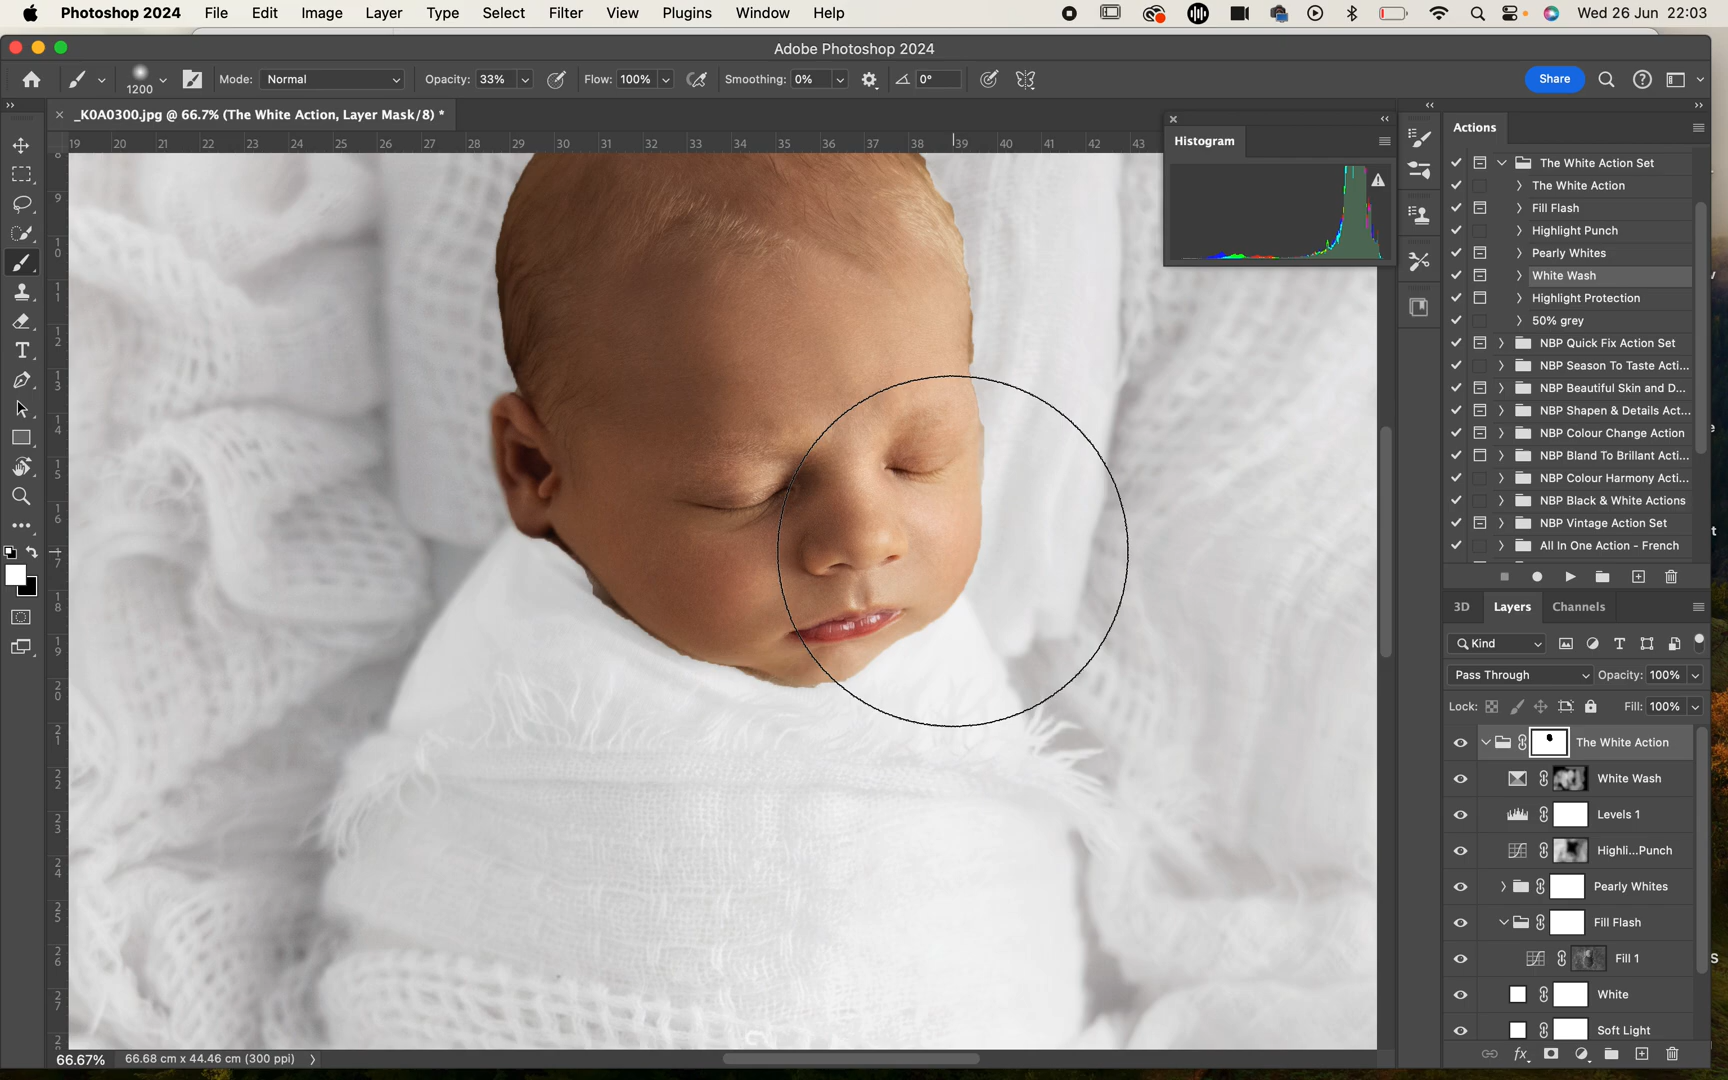 Photoshop 2024 File Edit Image Layer Type Select Filter View Plugins Window Help Wed 26 Jun 22:03
Adobe Photoshop 2024
1200 Mode: Normal Opacity: 33% Flow: 100% Smoothing: 0% 0° Share
_K0A0300.jpg @ 66.7% (The White Action, Layer Mask/8) *
19 20 21 22 23 24 25 26 27 28 29 30 31 32 33 34 35 36 37 38 39 40 41 42 43
Histogram
Actions
The White Action Set
The White Action
Fill Flash
Highlight Punch
Pearly Whites
White Wash
Highlight Protection
50% grey
NBP Quick Fix Action Set
NBP Season To Taste Acti...
NBP Beautiful Skin and D...
NBP Shapen & Details Act...
NBP Colour Change Action
NBP Bland To Brillant Acti...
NBP Colour Harmony Acti...
NBP Black & White Actions
NBP Vintage Action Set
All In One Action - French
3D Layers Channels
Kind
Pass Through Opacity: 100%
Lock: Fill: 100%
The White Action
White Wash
Levels 1
Highli...Punch
Pearly Whites
Fill Flash
Fill 1
White
Soft Light
66.67% 66.68 cm x 44.46 cm (300 ppi)